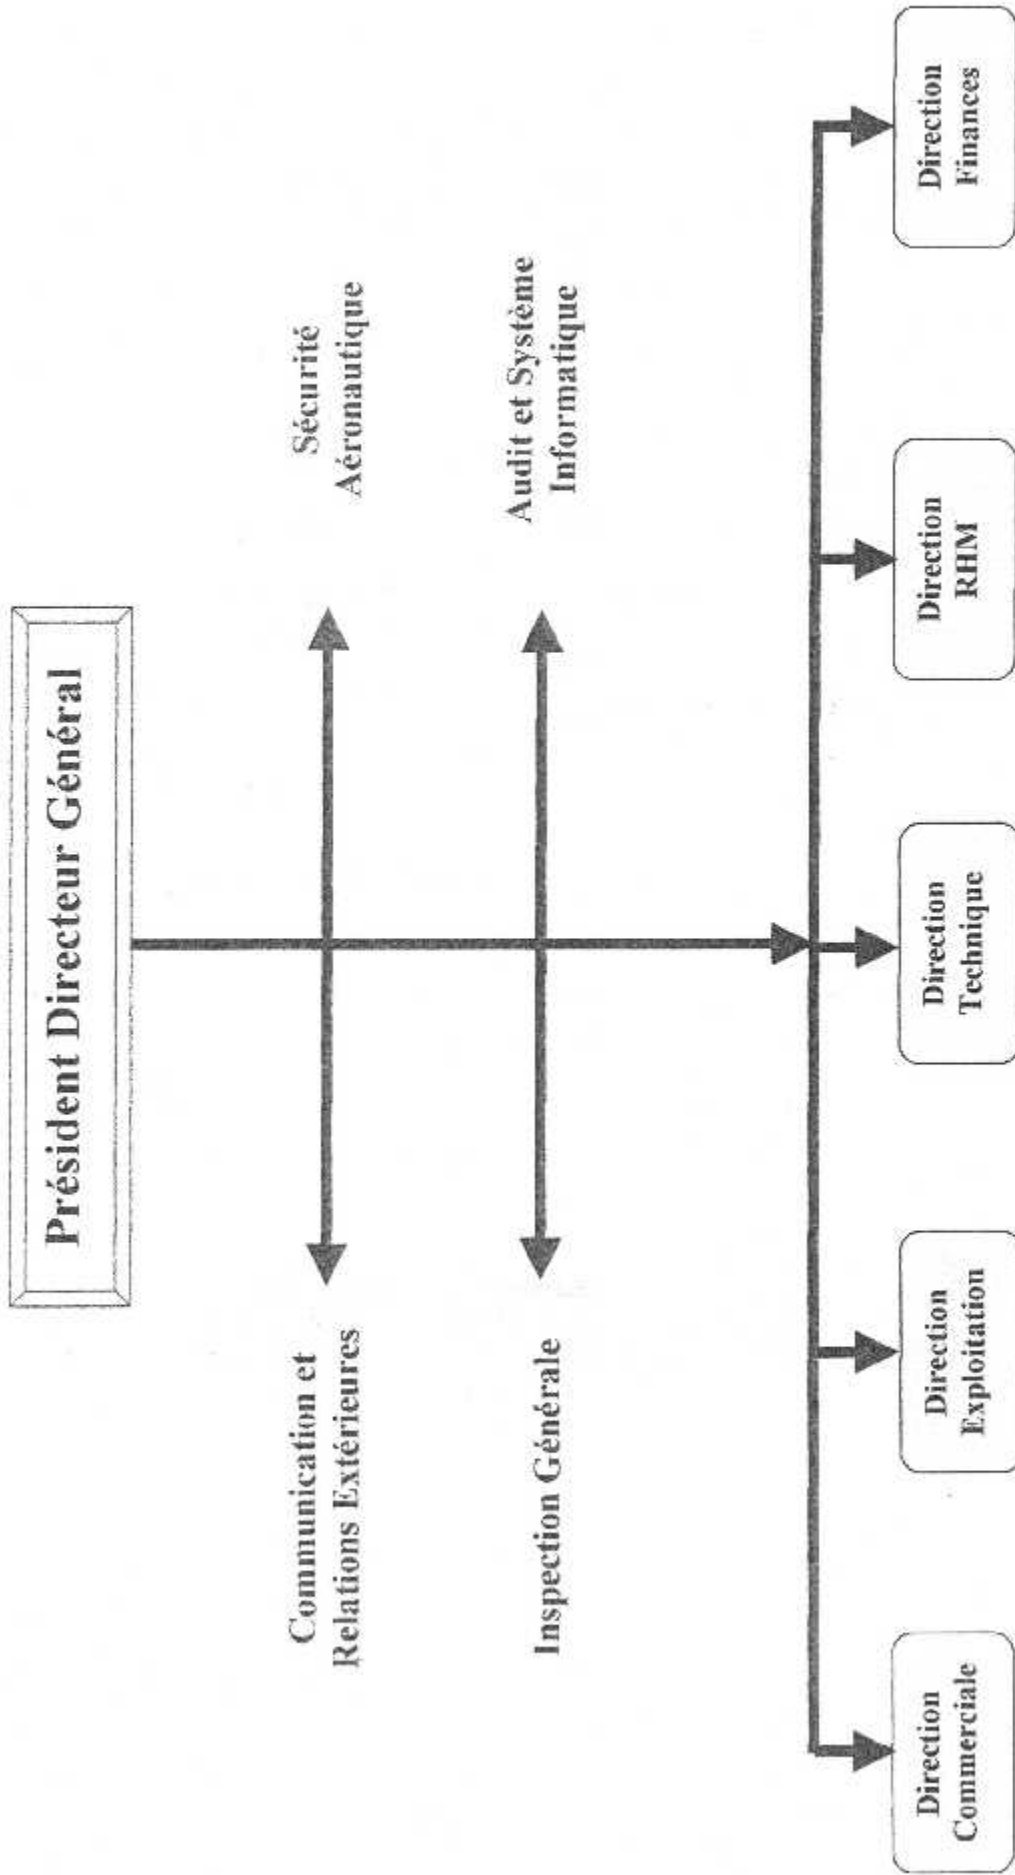 Président Directeur Général
Communication et
Relations Extérieures
Sécurité
Aéronautique
Inspection Générale
Audit et Système
Informatique
Direction
Commerciale
Direction
Exploitation
Direction
Technique
Direction
RHM
Direction
Finances